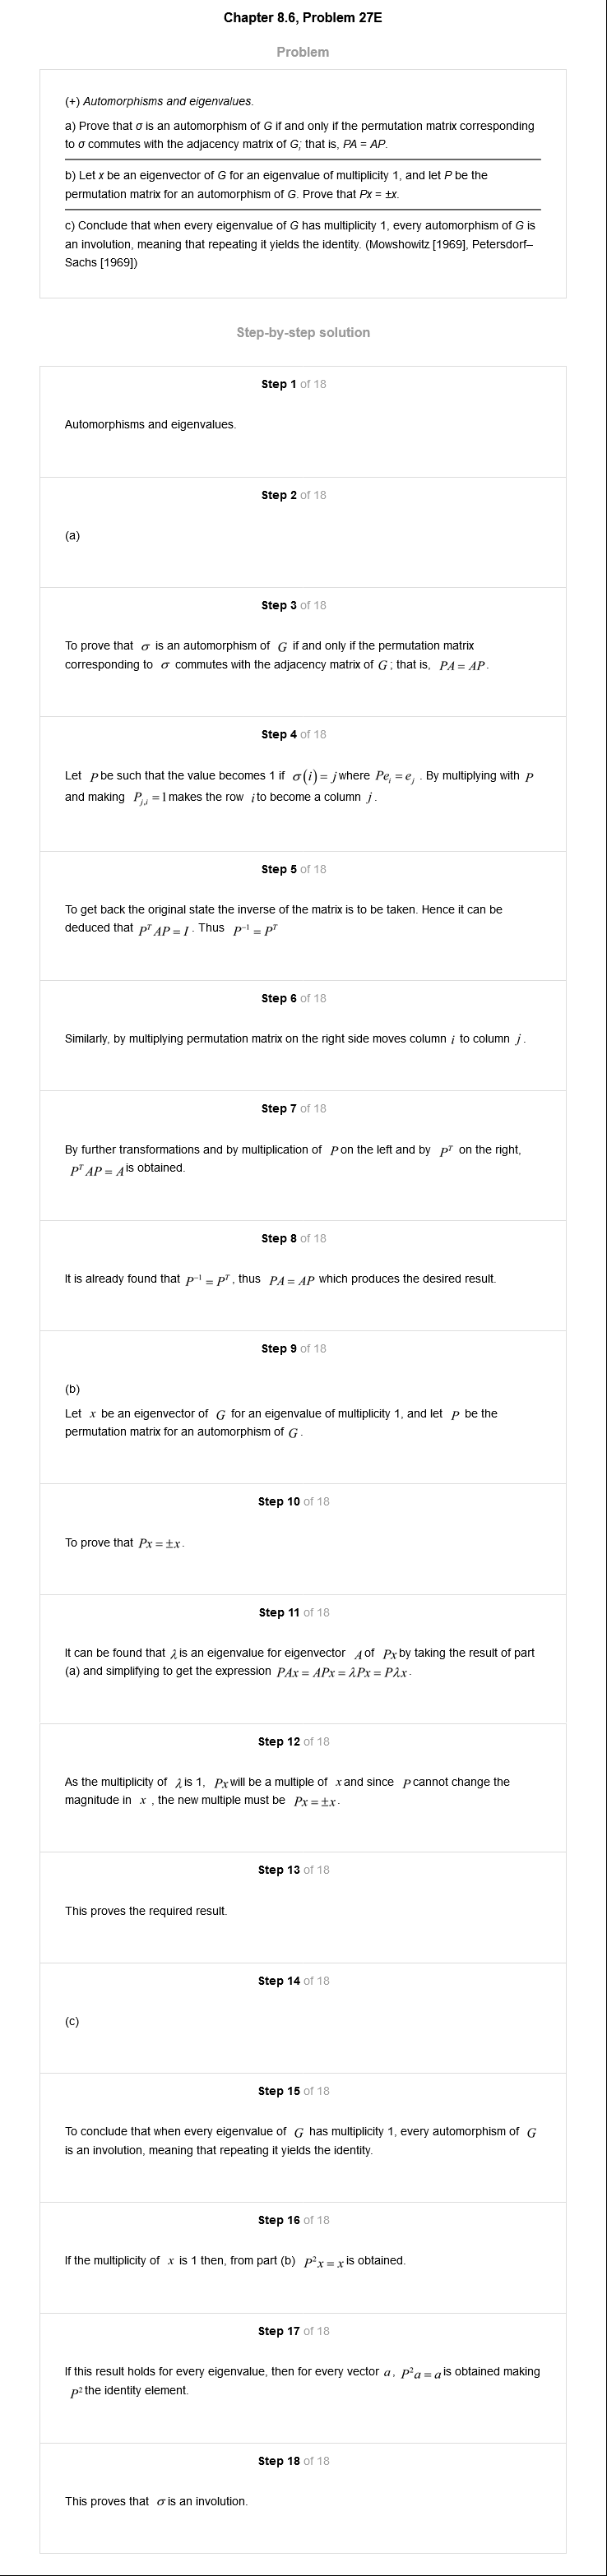 Chapter 8.6, Problem 27E
Problem
(+) Automorphisms and eigenvalues.
a) Prove that σ is an automorphism of G if and only if the permutation matrix corresponding
to σ commutes with the adjacency matrix of G; that is, PA = AP.
b) Let x be an eigenvector of G for an eigenvalue of multiplicity 1, and let P be the
permutation matrix for an automorphism of G. Prove that Px = ±x.
c) Conclude that when every eigenvalue of G has multiplicity 1, every automorphism of G is
an involution, meaning that repeating it yields the identity. (Mowshowitz [1969], Petersdorf–
Sachs [1969])
Step-by-step solution
Step 1 of 18
Automorphisms and eigenvalues.
Step 2 of 18
(a)
Step 3 of 18
To prove that σ is an automorphism of G if and only if the permutation matrix
corresponding to σ commutes with the adjacency matrix of G; that is, PA = AP.
Step 4 of 18
Let P be such that the value becomes 1 if σ(i) = j where Pe_i = e_j . By multiplying with P
and making P_{j,i} = 1 makes the row i to become a column j.
Step 5 of 18
To get back the original state the inverse of the matrix is to be taken. Hence it can be
deduced that P^T AP = I. Thus P^{-1} = P^T
Step 6 of 18
Similarly, by multiplying permutation matrix on the right side moves column i to column j.
Step 7 of 18
By further transformations and by multiplication of P on the left and by P^T on the right,
P^T AP = A is obtained.
Step 8 of 18
It is already found that P^{-1} = P^T, thus PA = AP which produces the desired result.
Step 9 of 18
(b)
Let x be an eigenvector of G for an eigenvalue of multiplicity 1, and let P be the
permutation matrix for an automorphism of G.
Step 10 of 18
To prove that Px = ±x.
Step 11 of 18
It can be found that λ is an eigenvalue for eigenvector A of Px by taking the result of part
(a) and simplifying to get the expression PAx = APx = λPx = Pλx.
Step 12 of 18
As the multiplicity of λ is 1, Px will be a multiple of x and since P cannot change the
magnitude in x , the new multiple must be Px = ±x.
Step 13 of 18
This proves the required result.
Step 14 of 18
(c)
Step 15 of 18
To conclude that when every eigenvalue of G has multiplicity 1, every automorphism of G
is an involution, meaning that repeating it yields the identity.
Step 16 of 18
If the multiplicity of x is 1 then, from part (b) P²x = x is obtained.
Step 17 of 18
If this result holds for every eigenvalue, then for every vector a, P²a = a is obtained making
P² the identity element.
Step 18 of 18
This proves that σ is an involution.